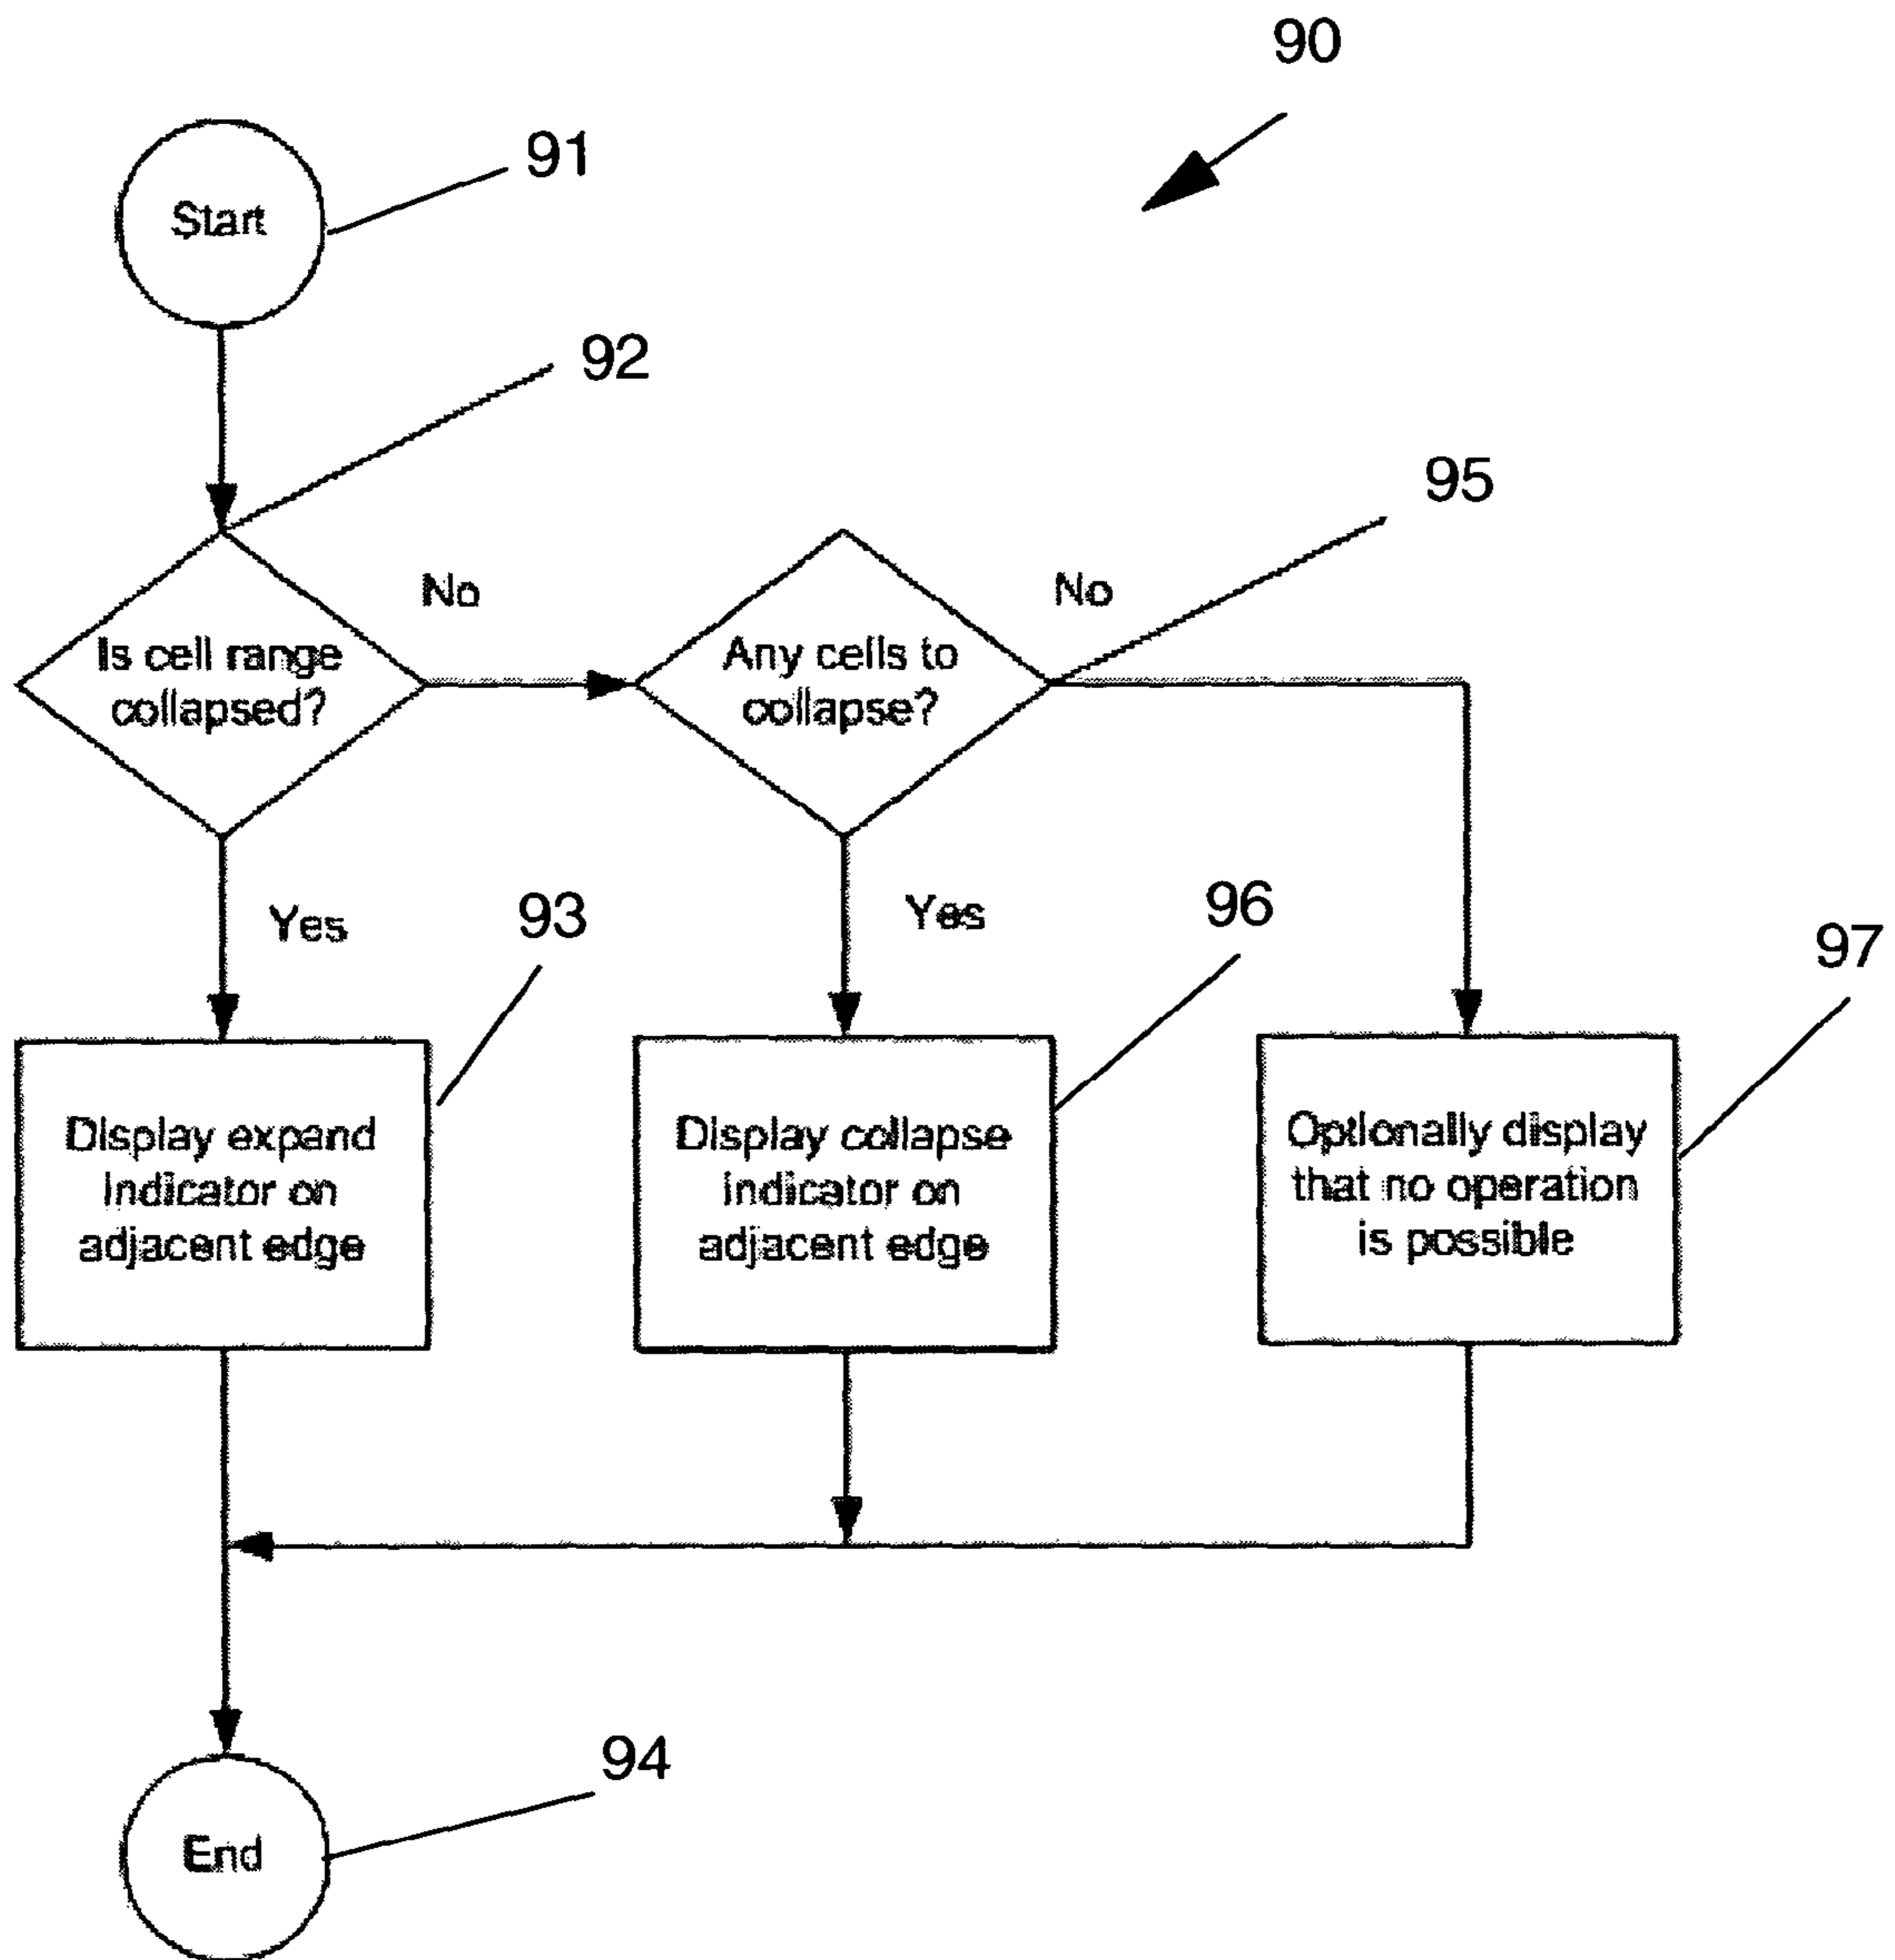 90
91
Start
92
95
No
No
Is cell range
collapsed?
Any cells to
collapse?
Yes
93
Yes
96
97
Display expand
indicator on
adjacent edge
Display collapse
indicator on
adjacent edge
Optionally display
that no operation
is possible
94
End